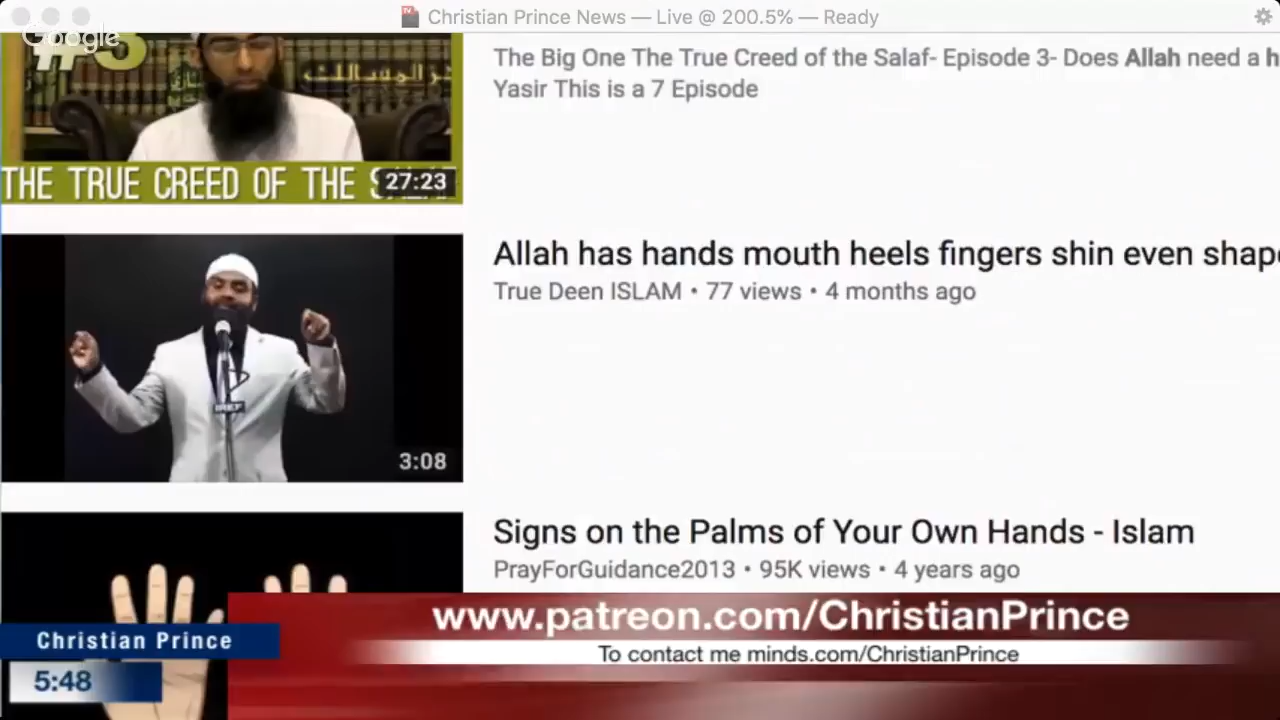 Christian Prince News — Live @ 200.5% — Ready
Google
#3
The Big One The True Creed of the Salaf- Episode 3- Does Allah need a h
Yasir This is a 7 Episode
THE TRUE CREED OF THE
27:23
Allah has hands mouth heels fingers shin even shap
True Deen ISLAM • 77 views • 4 months ago
3:08
Signs on the Palms of Your Own Hands - Islam
PrayForGuidance2013 • 95K views • 4 years ago
www.patreon.com/ChristianPrince
Christian Prince
To contact me minds.com/ChristianPrince
5:48